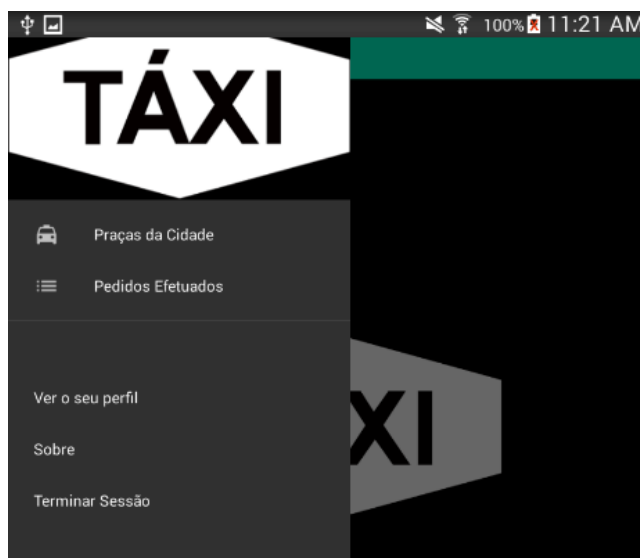 100% 11:21 AM
TÁXI
Praças da Cidade
Pedidos Efetuados
Ver o seu perfil
XI
Sobre
Terminar Sessão